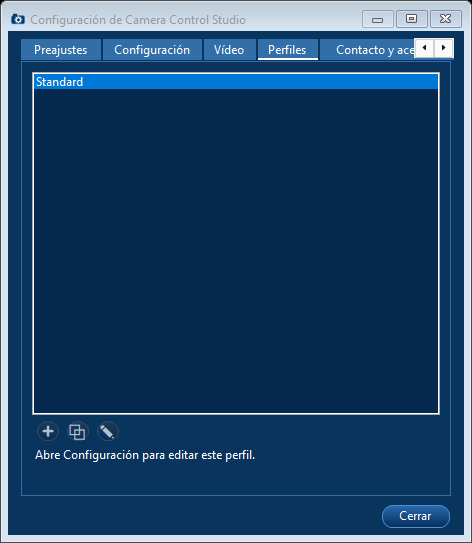 Configuración de Camera Control Studio
Preajustes Configuración Vídeo Perfiles Contacto y ace
Standard
Abre Configuración para editar este perfil.
Cerrar